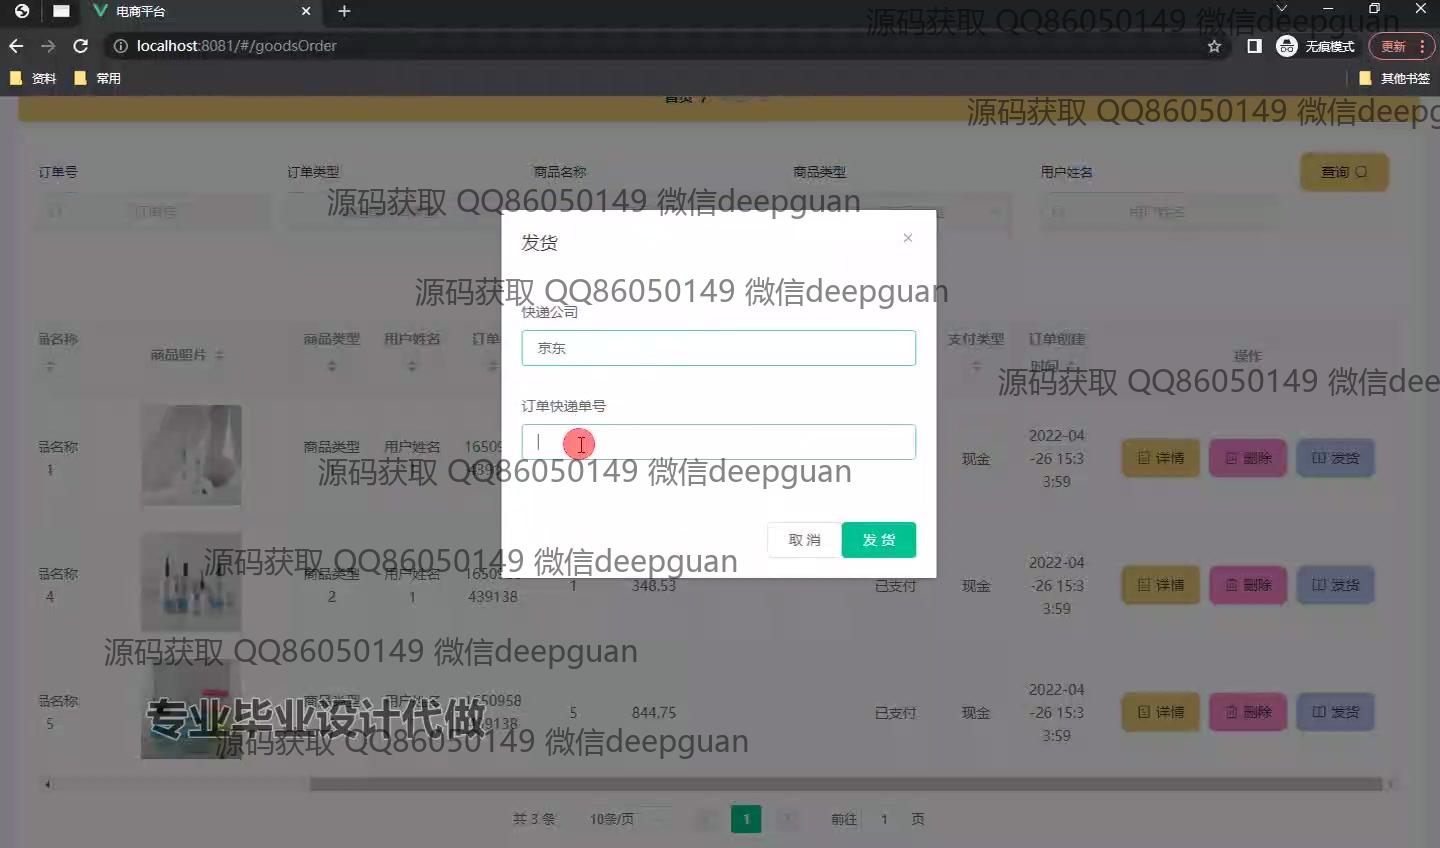 电商平台
源码获取 QQ86050149 微信deepguan
localhost:8081/#/goodsOrder
无痕模式
更新
资料
常用
其他书签
首页 /
源码获取 QQ86050149 微信deepg
订单号
订单类型
商品名称
商品类型
用户姓名
查询
源码获取 QQ86050149 微信deepguan
订单号
用户姓名
发货
源码获取 QQ86050149 微信deepguan
快递公司
京东
品名称
商品照片
商品类型
用户姓名
订单
支付类型
订单创建
时间
操作
源码获取 QQ86050149 微信dee
订单快递单号
品名称
1
商品类型
用户姓名
1
16509
439
现金
2022-04
-26 15:3
3:59
详情
删除
发货
源码获取 QQ86050149 微信deepguan
取 消
发 货
源码获取 QQ86050149 微信deepguan
品名称
4
商品类型
2
用户姓名
1
439138
1
348.53
已支付
现金
2022-04
-26 15:3
3:59
详情
删除
发货
源码获取 QQ86050149 微信deepguan
品名称
5
商品类型
用户姓名
1650958
439138
5
844.75
已支付
现金
2022-04
-26 15:3
3:59
详情
删除
发货
专业毕业设计代做
源码获取 QQ86050149 微信deepguan
共 3 条
10条/页
1
前往
1
页